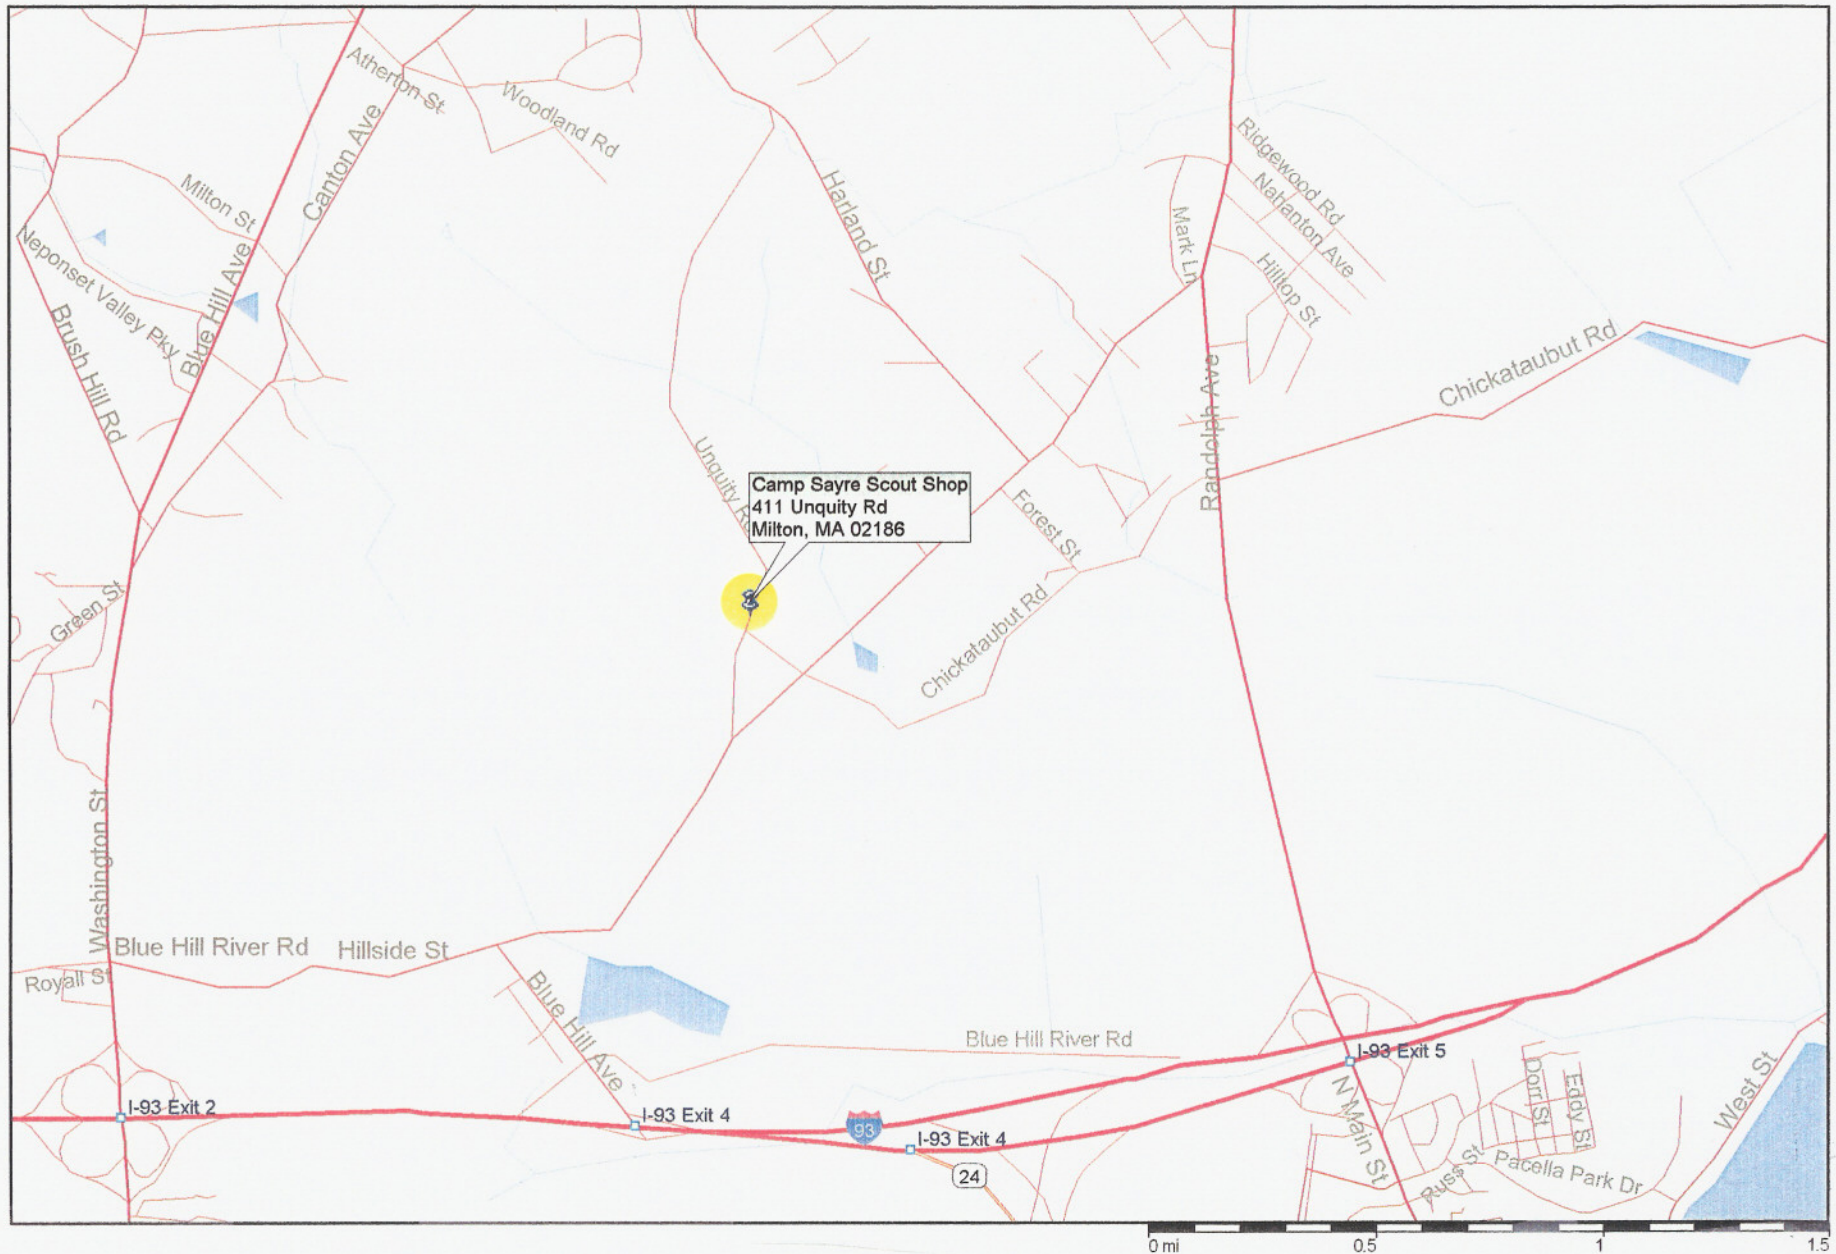 Atherton St
Woodland Rd
Canton Ave
Milton St
Neponset Valley Pky
Blue Hill Ave
Brush Hill Rd
Harland St
Ridgewood Rd
Nahanton Ave
Mark Ln
Hilltop St
Randolph Ave
Chickataubut Rd
Unquity Rd
Camp Sayre Scout Shop
411 Unquity Rd
Milton, MA 02186
Forest St
Chickataubut Rd
Green St
Washington St
Blue Hill River Rd
Hillside St
Royall St
Blue Hill Ave
Blue Hill River Rd
I-93 Exit 5
I-93 Exit 2
I-93 Exit 4
93
I-93 Exit 4
24
N Main St
Dorr St
Eddy St
West St
Russ St
Pacella Park Dr
0 mi
0.5
1
1.5